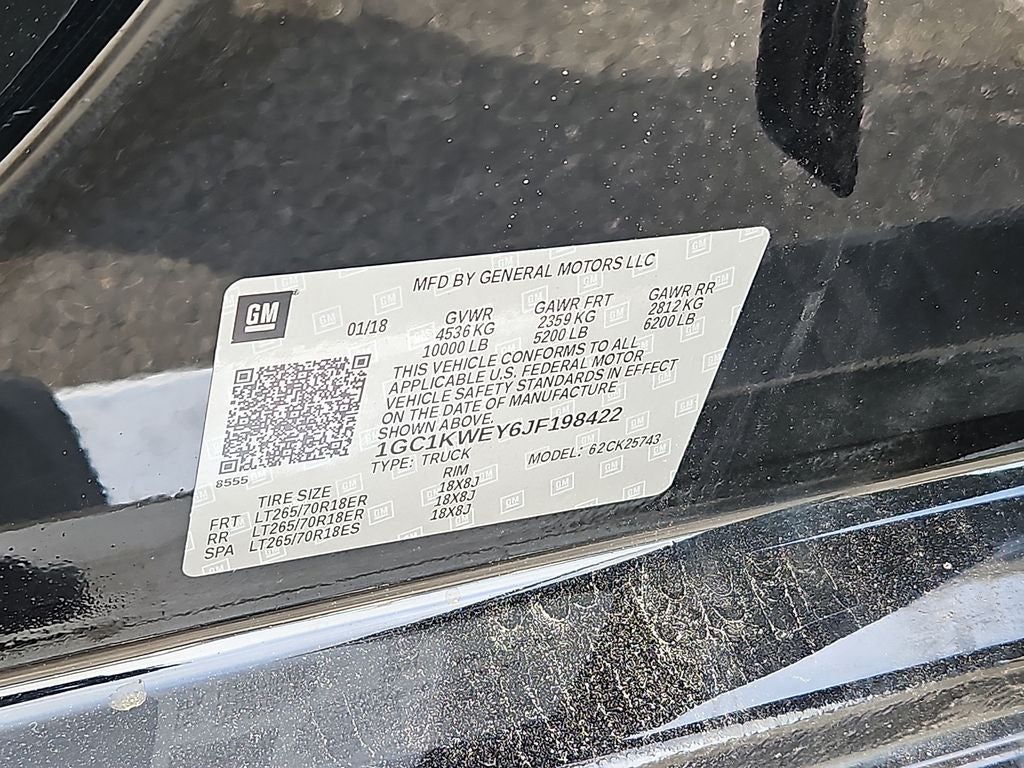 GM
MFD BY GENERAL MOTORS LLC
01/18
GVWR
4536 KG
10000 LB
GAWR FRT
2359 KG
5200 LB
GAWR RR
2812 KG
6200 LB
THIS VEHICLE CONFORMS TO ALL
APPLICABLE U.S. FEDERAL MOTOR
VEHICLE SAFETY STANDARDS IN EFFECT
ON THE DATE OF MANUFACTURE
SHOWN ABOVE.
1GC1KWEY6JF198422
TYPE: TRUCK
MODEL: 62CK25743
8555
TIRE SIZE
RIM
FRT LT265/70R18ER 18X8J
RR LT265/70R18ER 18X8J
SPA LT265/70R18ES 18X8J